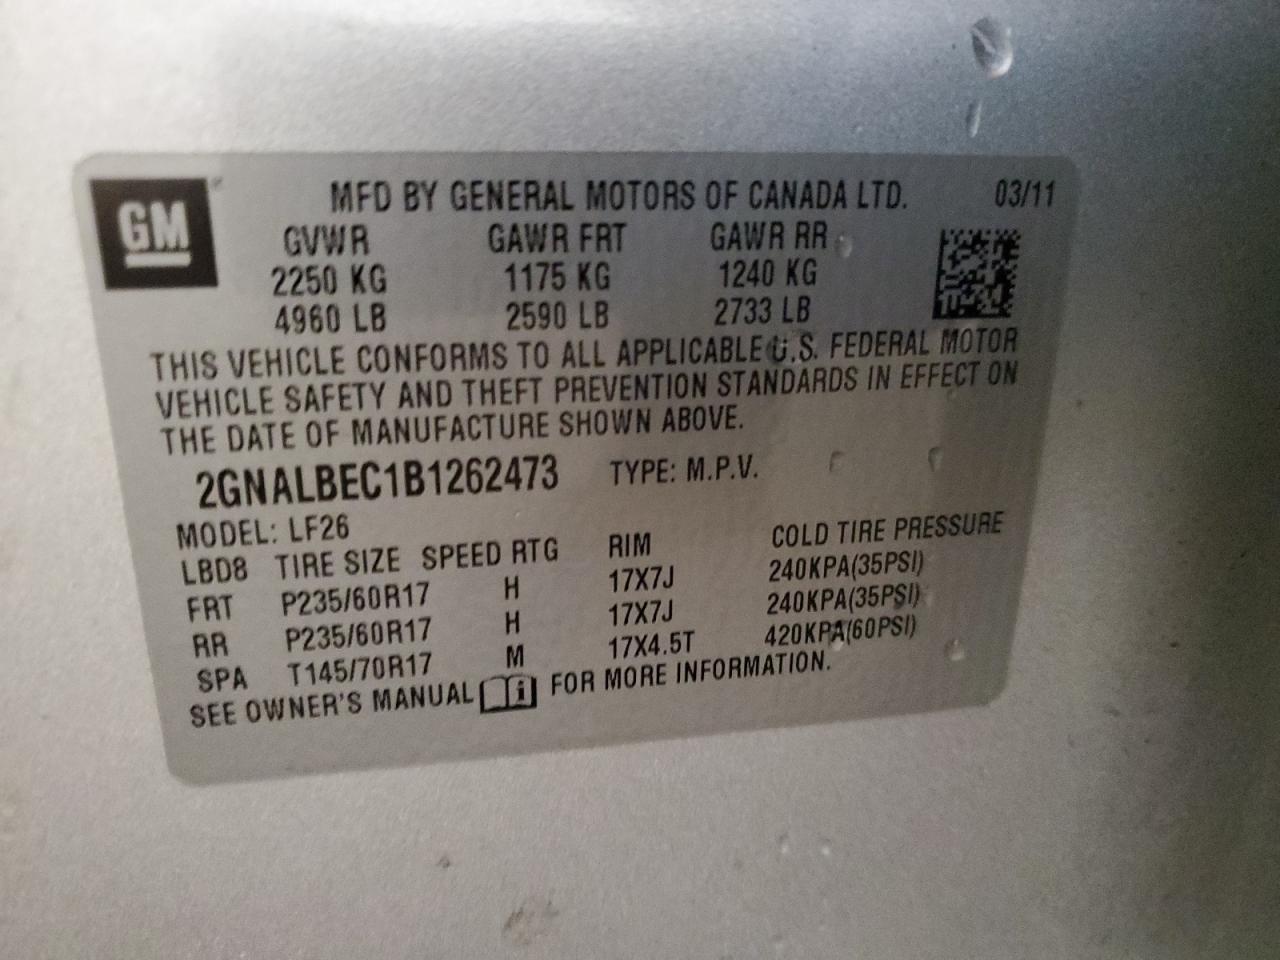 GM
MFD BY GENERAL MOTORS OF CANADA LTD. 03/11
GVWR GAWR FRT GAWR RR
2250 KG 1175 KG 1240 KG
4960 LB 2590 LB 2733 LB
THIS VEHICLE CONFORMS TO ALL APPLICABLE U.S. FEDERAL MOTOR
VEHICLE SAFETY AND THEFT PREVENTION STANDARDS IN EFFECT ON
THE DATE OF MANUFACTURE SHOWN ABOVE.
2GNALBEC1B1262473 TYPE: M.P.V.
MODEL: LF26
LBD8 TIRE SIZE SPEED RTG RIM COLD TIRE PRESSURE
FRT P235/60R17 H 17X7J 240KPA(35PSI)
RR P235/60R17 H 17X7J 240KPA(35PSI)
SPA T145/70R17 M 17X4.5T 420KPA(60PSI)
SEE OWNER'S MANUAL FOR MORE INFORMATION.